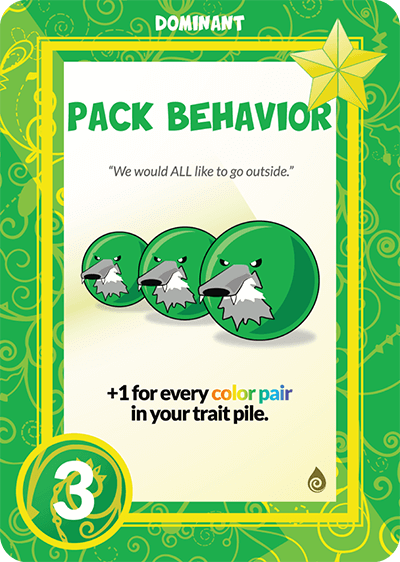 DOMINANT
PACK BEHAVIOR
“We would ALL like to go outside.”
+1 for every color pair
in your trait pile.
3